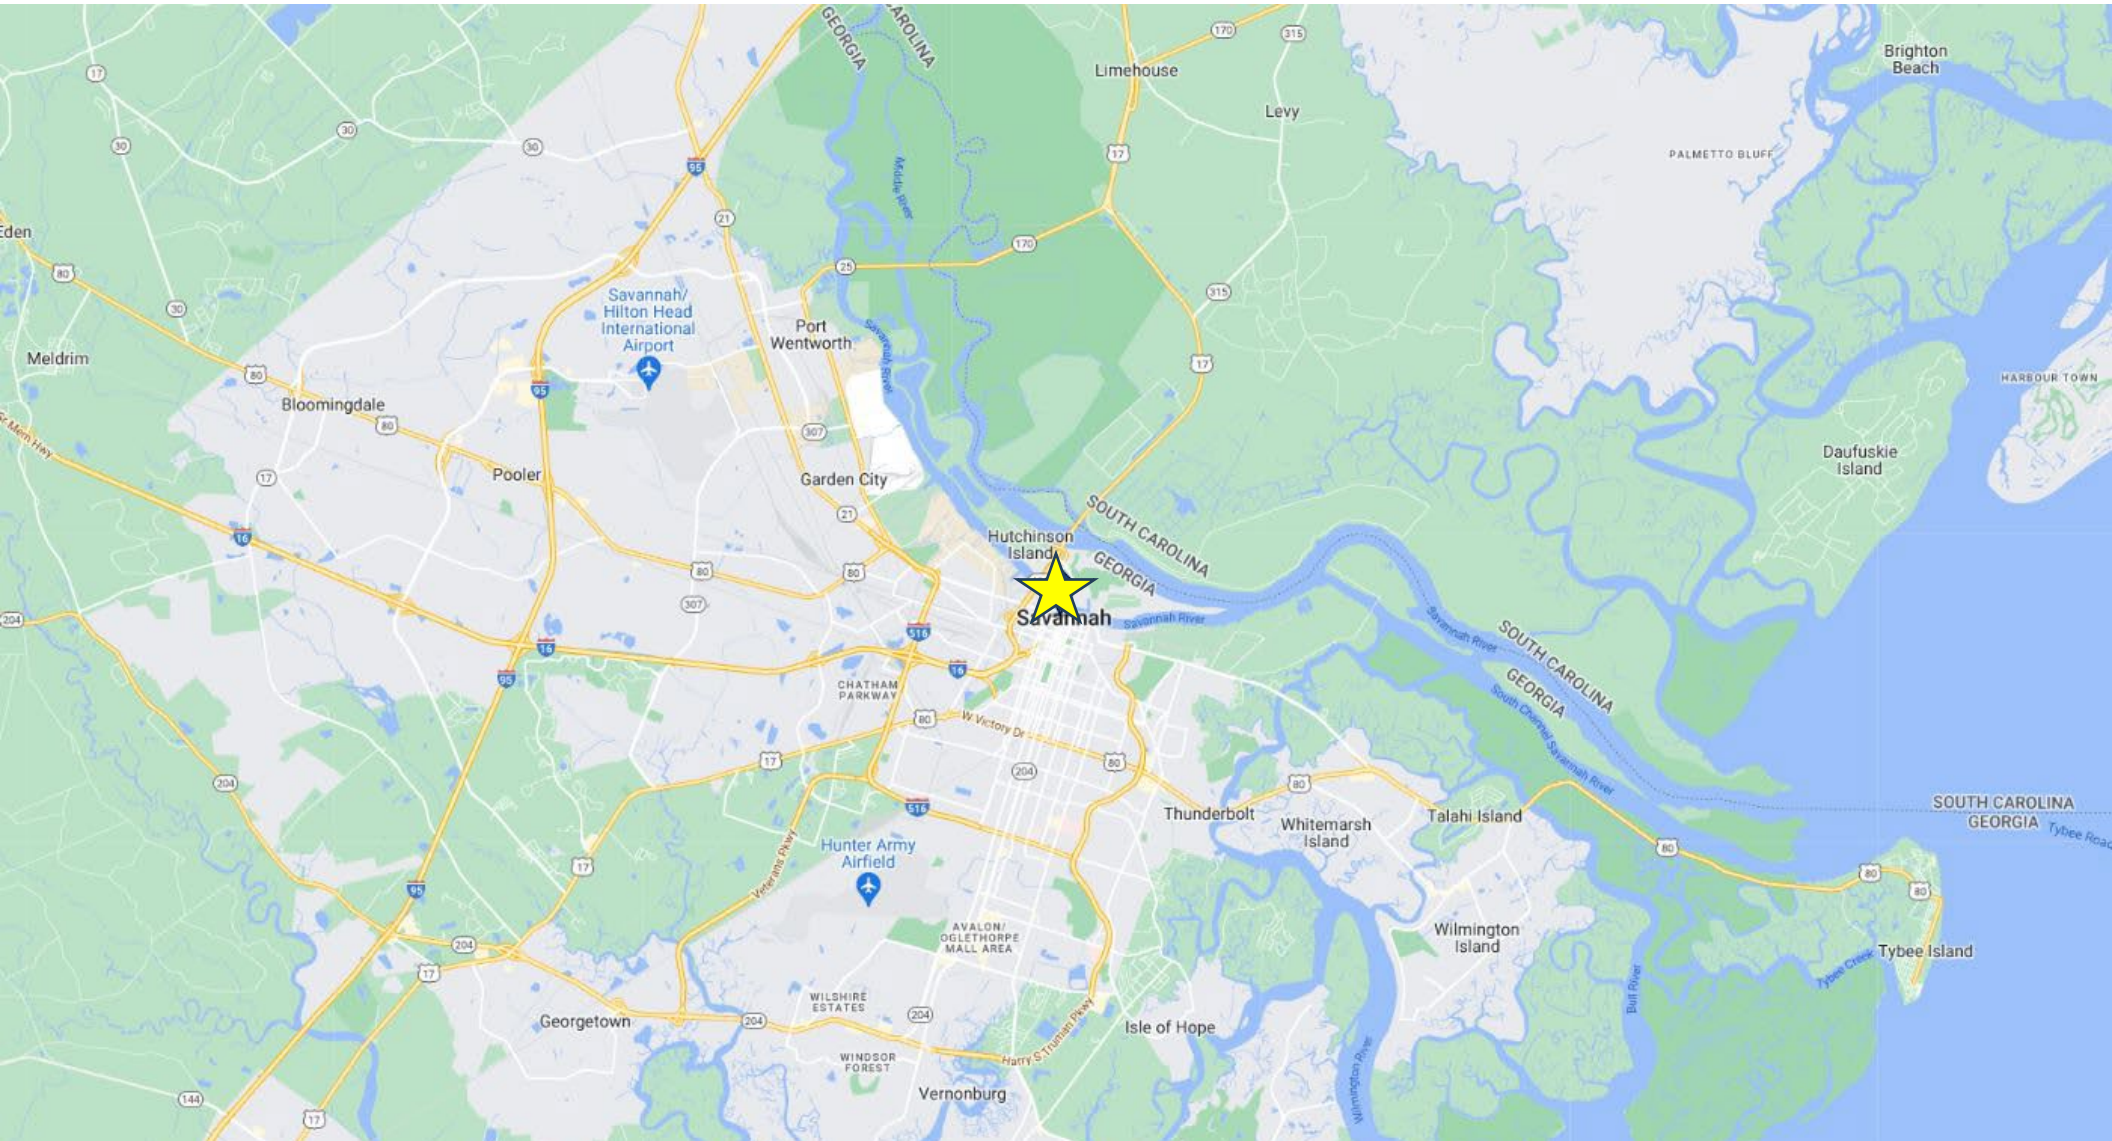 GEORGIA
CAROLINA
170
315
Limehouse
Brighton
Beach
17
Levy
30
30
30
17
PALMETTO BLUFF
95
Middle River
21
Eden
80
170
25
30
Savannah/
Hilton Head
International
Airport
315
Port
Wentworth
Savannah River
Meldrim
80
17
HARBOUR TOWN
95
Bloomingdale
80
Sr Mem Hwy
307
Daufuskie
Island
Pooler
17
Garden City
21
SOUTH CAROLINA
16
Hutchinson
Island
GEORGIA
80
80
307
204
Savannah
Savannah River
Savannah River
SOUTH CAROLINA
516
16
16
95
CHATHAM
PARKWAY
GEORGIA
South Channel Savannah River
80
W Victory Dr
17
80
204
204
80
516
Thunderbolt
Whitemarsh
Island
Talahi Island
SOUTH CAROLINA
GEORGIA
Tybee Road
Hunter Army
Airfield
Veterans Pkwy
17
80
80
80
95
AVALON/
OGLETHORPE
MALL AREA
Wilmington
Island
204
17
Tybee Island
Tybee Creek
Bull River
WILSHIRE
ESTATES
Georgetown
204
204
Isle of Hope
Harry S Truman Pkwy
WINDSOR
FOREST
Wilmington River
Vernonburg
144
17